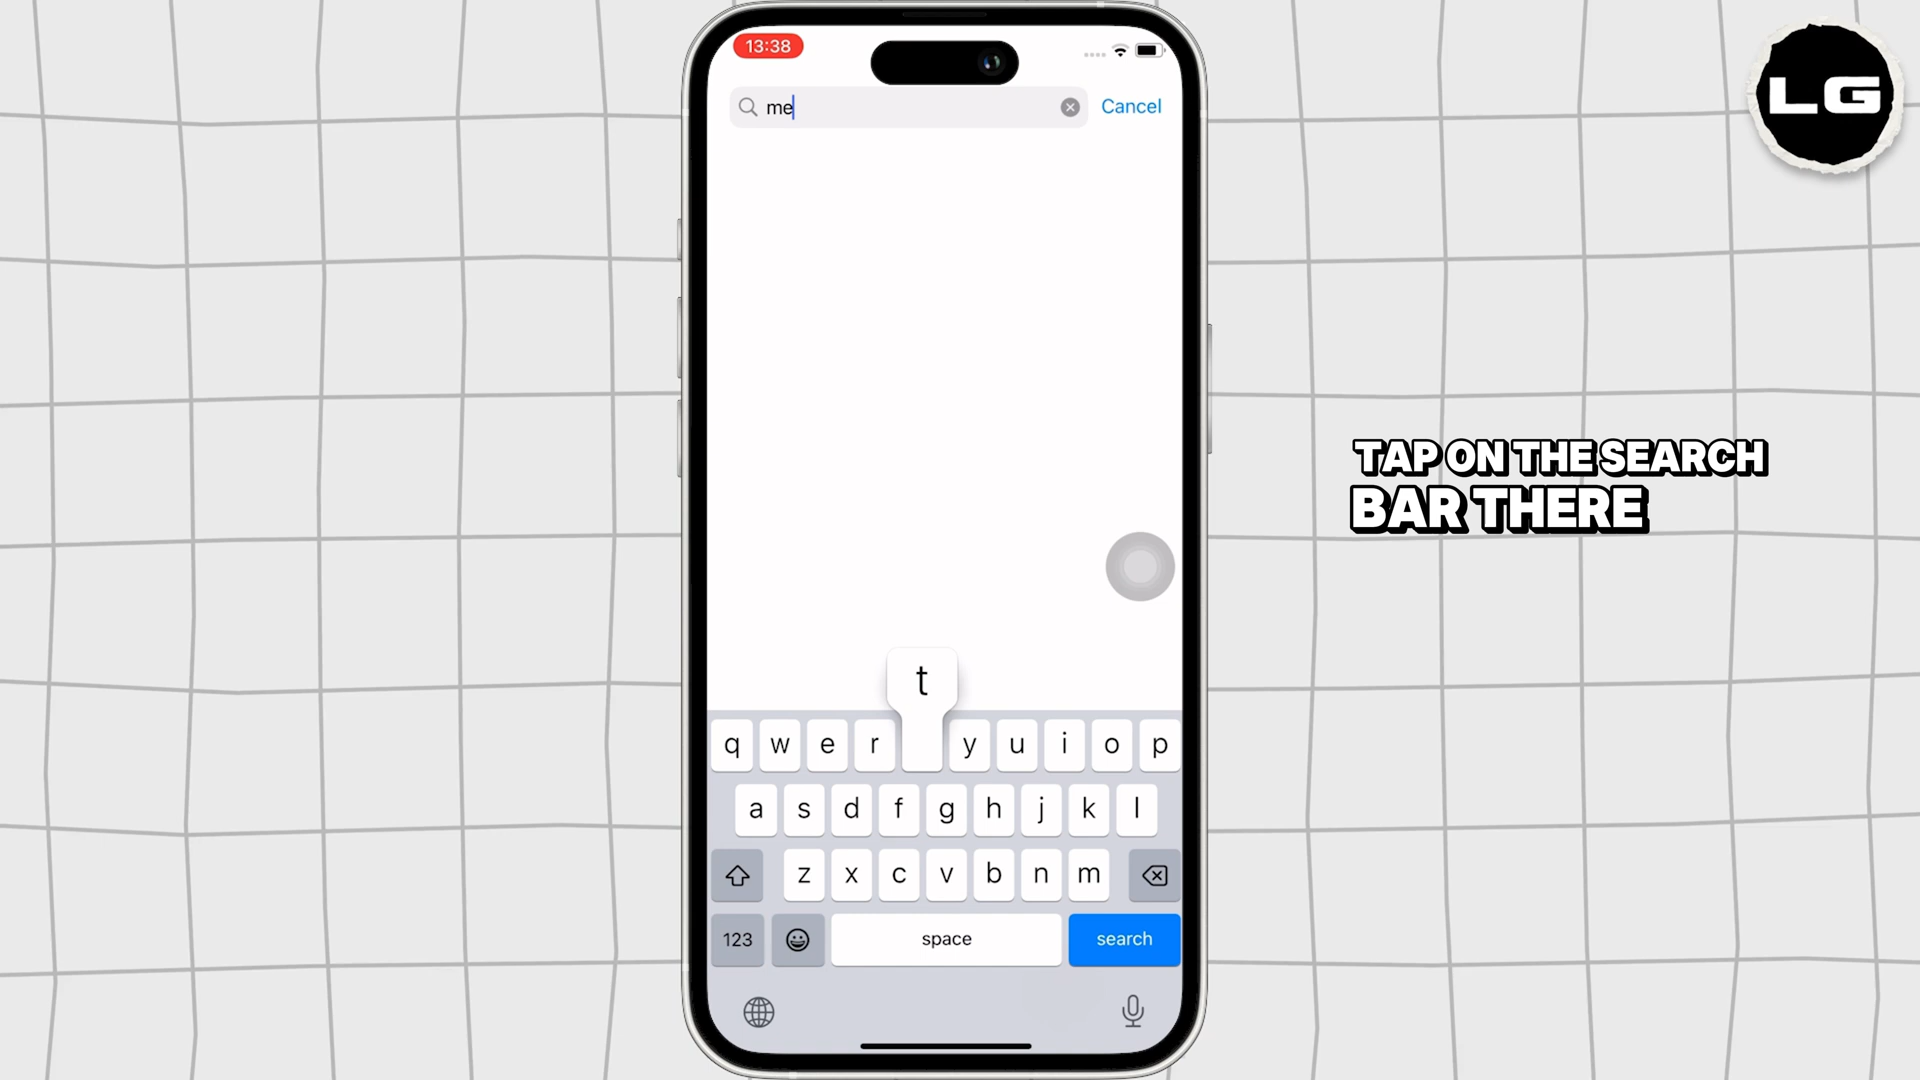 13:38
me
Cancel
LG
TAP ON THE SEARCH
BAR THERE
t
q w e r y u i o p
a s d f g h j k l
z x c v b n m
123 space search